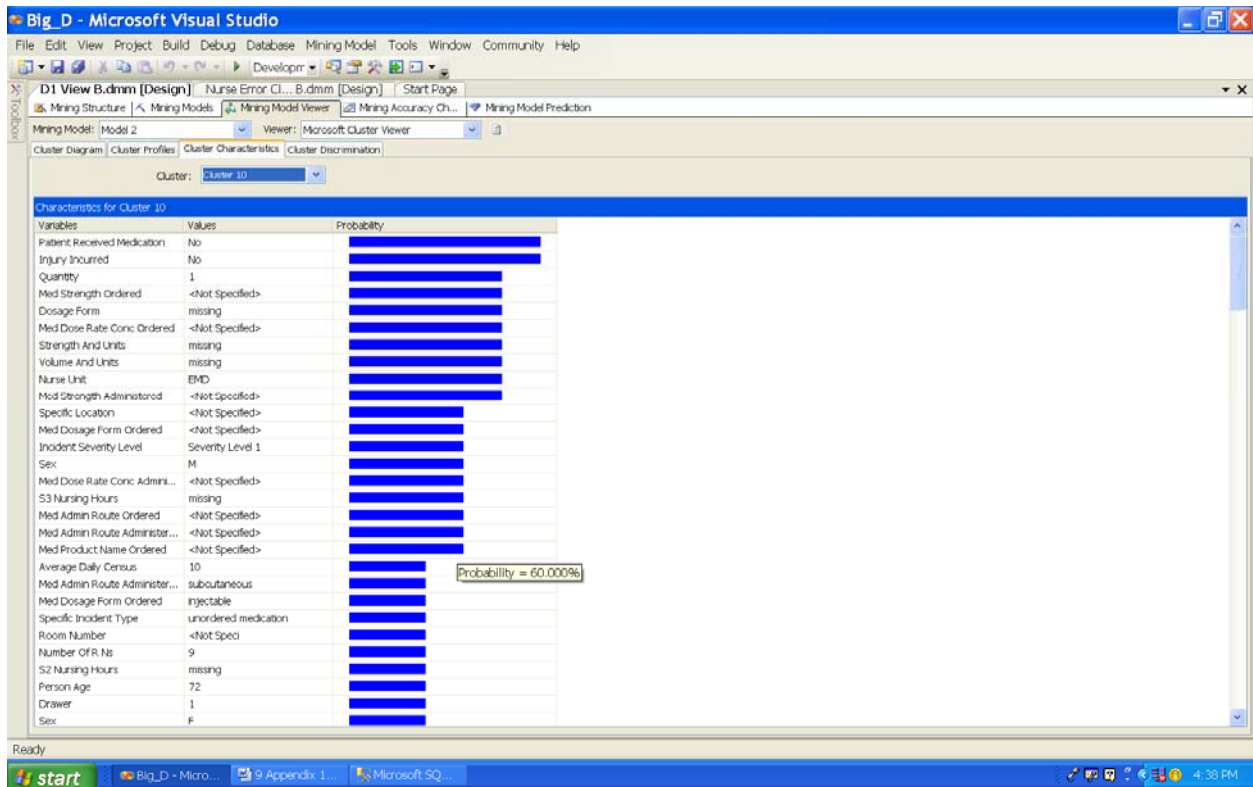 Big_D - Microsoft Visual Studio
File Edit View Project Build Debug Database Mining Model Tools Window Community Help
Developm
D1 View B.dmm [Design] Nurse Error Cl... B.dmm [Design] Start Page
Toolbox
Mining Structure Mining Models Mining Model Viewer Mining Accuracy Ch... Mining Model Prediction
Mining Model: Model 2 Viewer: Microsoft Cluster Viewer
Cluster Diagram Cluster Profiles Cluster Characteristics Cluster Discrimination
Cluster: Cluster 10
Characteristics for Cluster 10
Variables Values Probability
Patient Received Medication No
Injury Incurred No
Quantity 1
Med Strength Ordered <Not Specified>
Dosage Form missing
Med Dose Rate Conc Ordered <Not Specified>
Strength And Units missing
Volume And Units missing
Nurse Unit EMD
Med Strength Administered <Not Specified>
Specific Location <Not Specified>
Med Dosage Form Ordered <Not Specified>
Incident Severity Level Severity Level 1
Sex M
Med Dose Rate Conc Admini... <Not Specified>
S3 Nursing Hours missing
Med Admin Route Ordered <Not Specified>
Med Admin Route Administer... <Not Specified>
Med Product Name Ordered <Not Specified>
Average Daily Census 10
Probability = 60.000%
Med Admin Route Administer... subcutaneous
Med Dosage Form Ordered injectable
Specific Incident Type unordered medication
Room Number <Not Speci
Number Of R Ns 9
S2 Nursing Hours missing
Person Age 72
Drawer 1
Sex F
Ready
start Big_D - Micro... 9 Appendix 1... Microsoft SQ... 4:38 PM